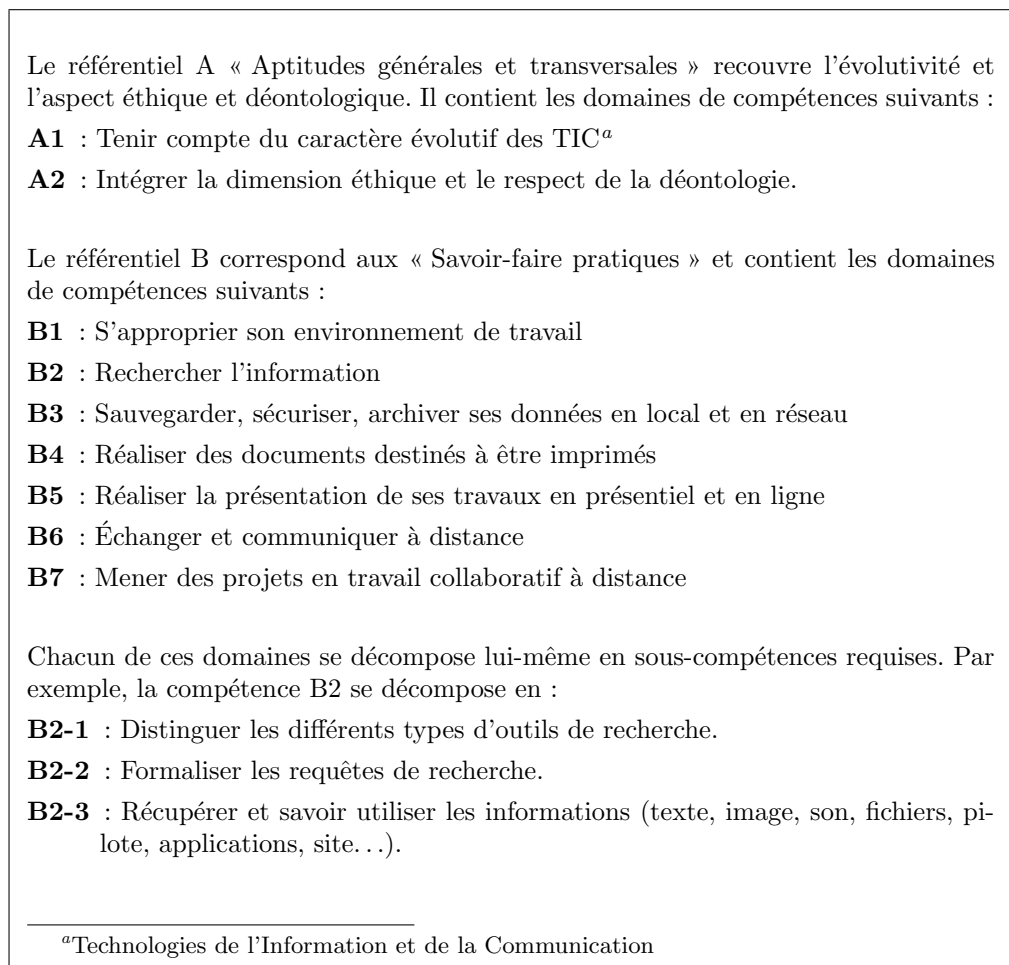 Le référentiel A « Aptitudes générales et transversales » recouvre l'évolutivité et
l'aspect éthique et déontologique. Il contient les domaines de compétences suivants :
A1 : Tenir compte du caractère évolutif des TICa
A2 : Intégrer la dimension éthique et le respect de la déontologie.
Le référentiel B correspond aux « Savoir-faire pratiques » et contient les domaines
de compétences suivants :
B1 : S'approprier son environnement de travail
B2 : Rechercher l'information
B3 : Sauvegarder, sécuriser, archiver ses données en local et en réseau
B4 : Réaliser des documents destinés à être imprimés
B5 : Réaliser la présentation de ses travaux en présentiel et en ligne
B6 : Échanger et communiquer à distance
B7 : Mener des projets en travail collaboratif à distance
Chacun de ces domaines se décompose lui-même en sous-compétences requises. Par
exemple, la compétence B2 se décompose en :
B2-1 : Distinguer les différents types d'outils de recherche.
B2-2 : Formaliser les requêtes de recherche.
B2-3 : Récupérer et savoir utiliser les informations (texte, image, son, fichiers, pi-
lote, applications, site...).
aTechnologies de l'Information et de la Communication